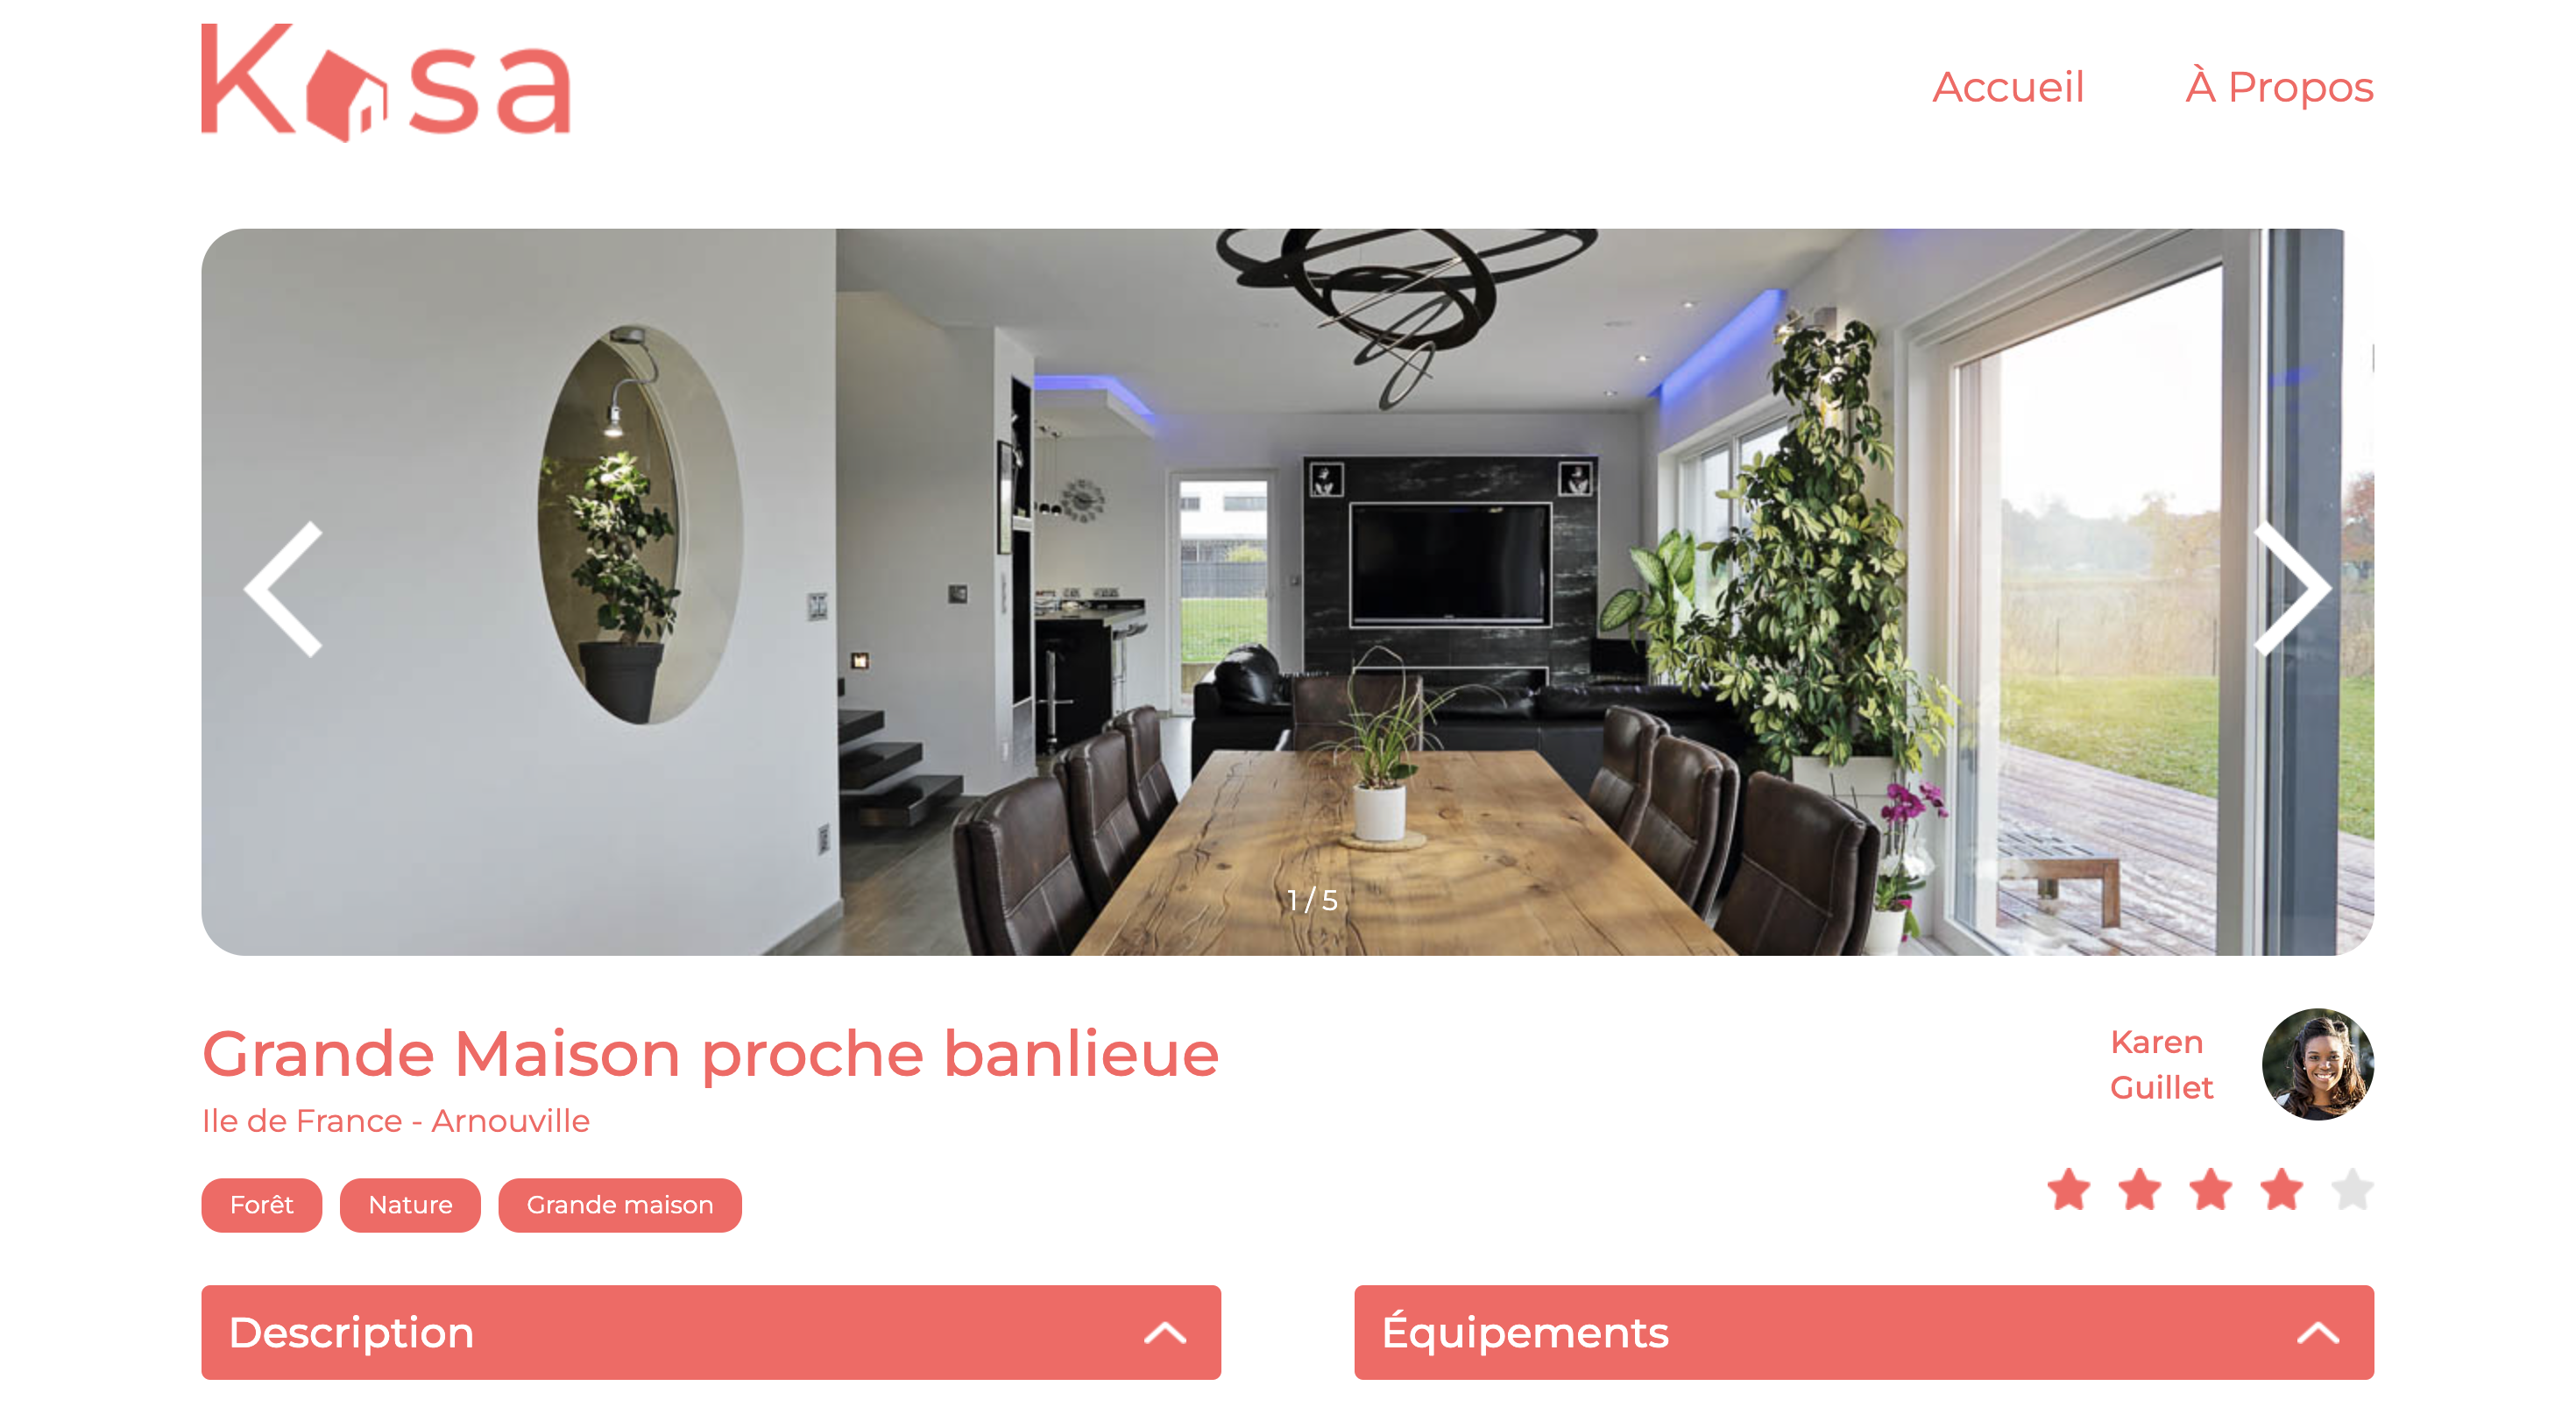 Kasa
Accueil
À Propos
1 / 5
Grande Maison proche banlieue
Ile de France - Arnouville
Karen
Guillet
Forêt
Nature
Grande maison
Description
Équipements